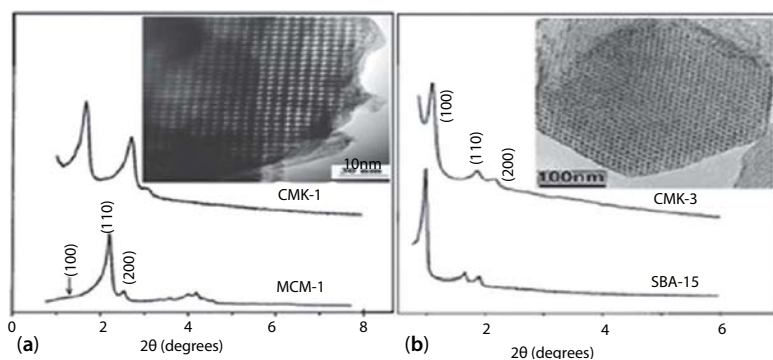 10nm
CMK-1
(100)
(110)
(200)
MCM-1
0
2
4
6
8
(a)
2θ (degrees)
(100)
(110)
(200)
100nm
CMK-3
SBA-15
2
4
6
(b)
2θ (degrees)